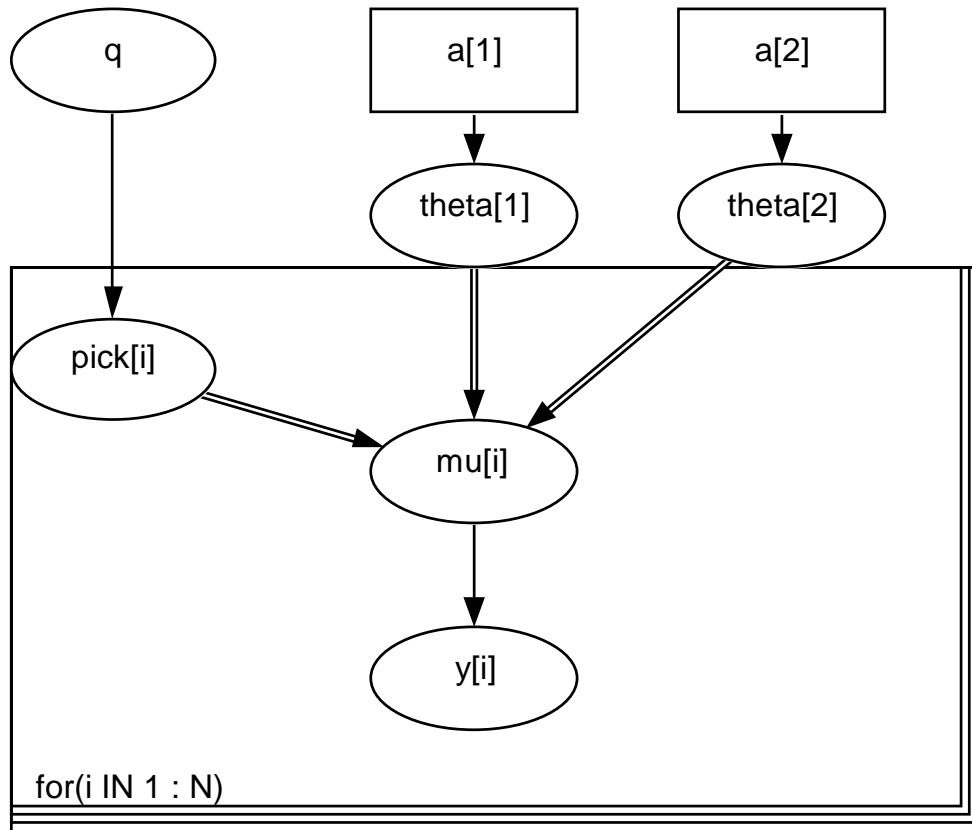 q
a[1]
a[2]
theta[1]
theta[2]
pick[i]
mu[i]
y[i]
for(i IN 1 : N)